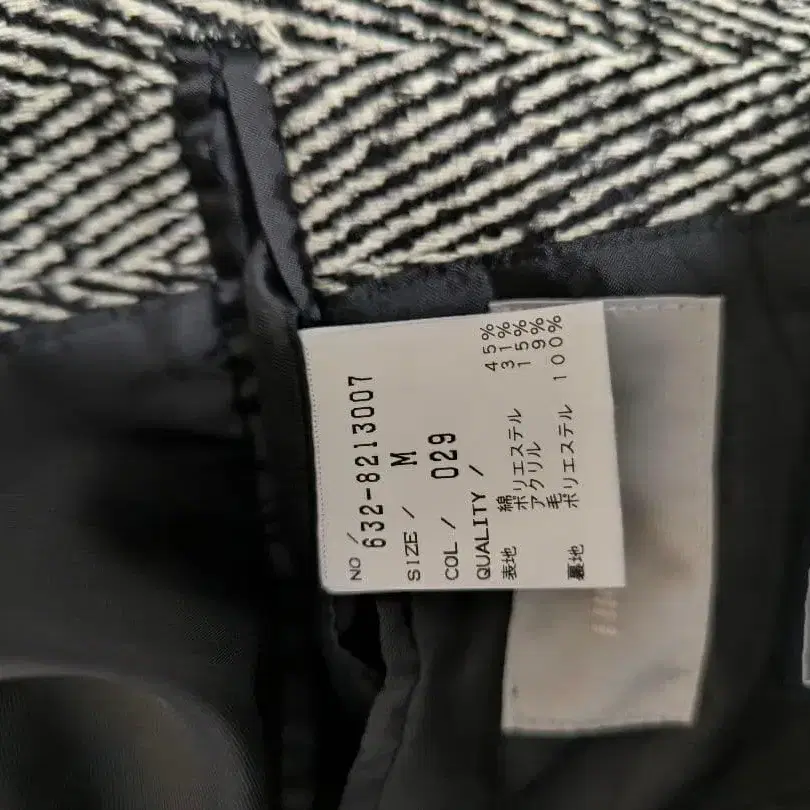 NO／
632-8213007
SIZE／
M
COL／ 029
QUALITY／
表地 綿 45%
ポリエステル 31%
アクリル 15%
毛 9%
裏地 ポリエステル 100%